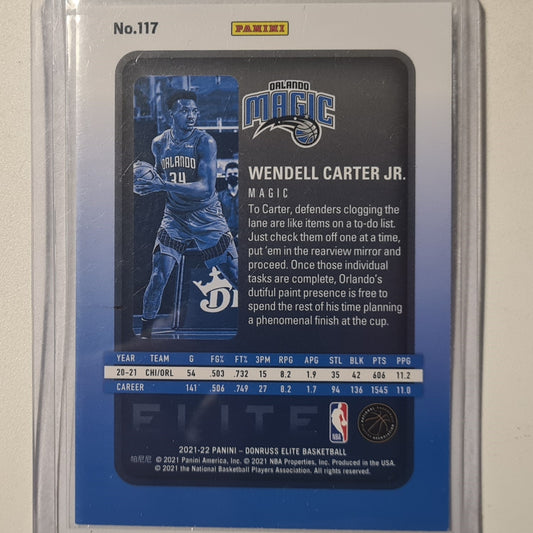 No.117
PANINI
ORLANDO
MAGIC
ORLANDO
34
WENDELL CARTER JR.
MAGIC
To Carter, defenders clogging the
lane are like items on a to-do list.
Just check them off one at a time,
put 'em in the rearview mirror and
proceed. Once those individual
tasks are complete, Orlando's
dutiful paint presence is free to
spend the rest of his time planning
a phenomenal finish at the cup.
YEAR TEAM G FG% FT% 3PM RPG APG STL BLK PTS PPG
20-21 CHI/ORL 54 .503 .732 15 8.2 1.9 35 42 606 11.2
CAREER 141 .506 .749 27 8.2 1.7 94 136 1545 11.0
ELITE
NBA
2021-22 PANINI – DONRUSS ELITE BASKETBALL
帕尼尼 © 2021 Panini America, Inc. © 2021 NBA Properties, Inc. Produced in the USA.
© 2021 the National Basketball Players Association. All rights reserved.